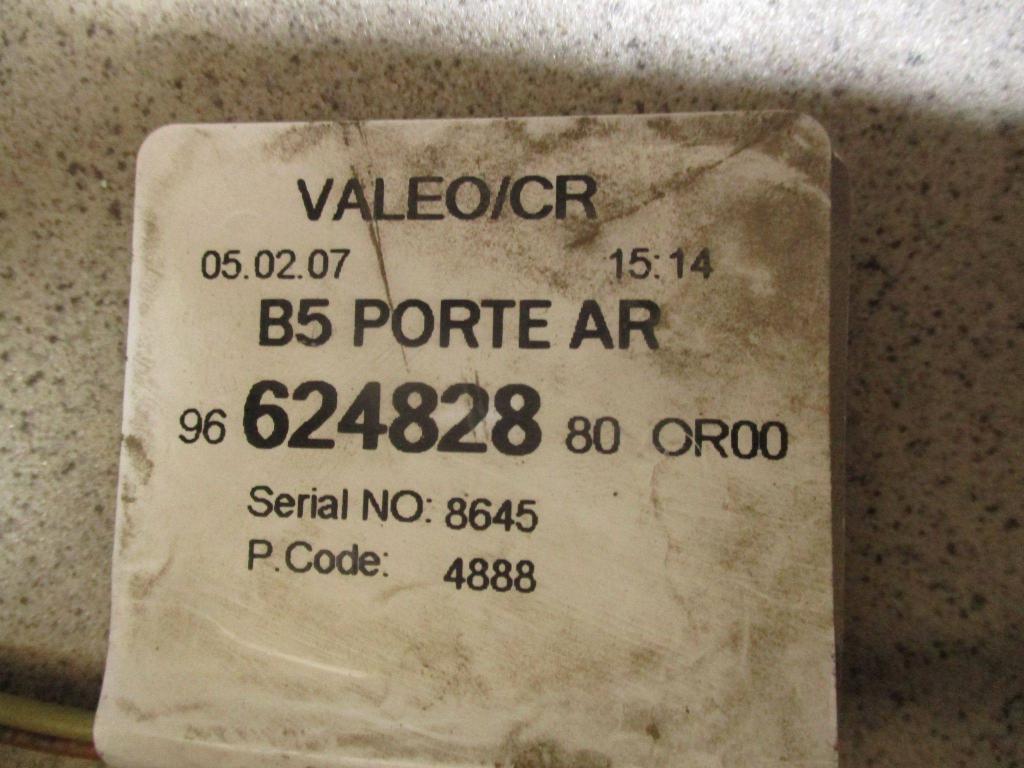 VALEO/CR
05.02.07 15:14
B5 PORTE AR
96 624828 80 OR00
Serial NO: 8645
P.Code: 4888